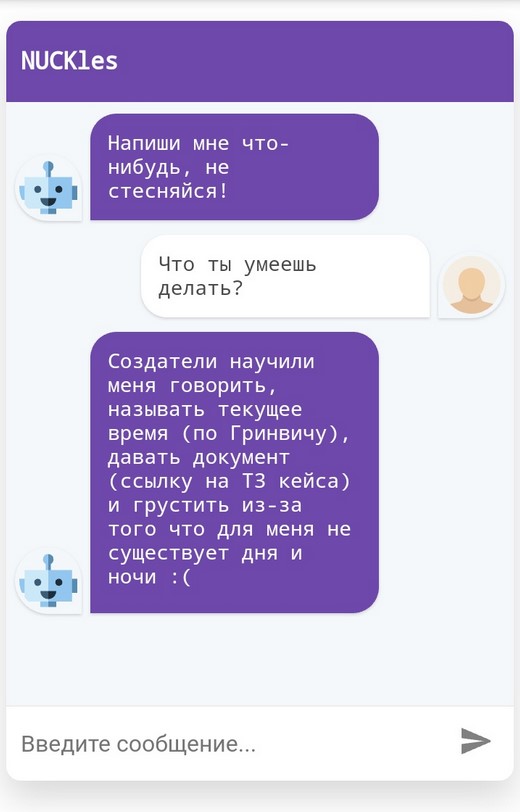 NUCKles
Напиши мне что-
нибудь, не
стесняйся!
Что ты умеешь
делать?
Создатели научили
меня говорить,
называть текущее
время (по Гринвичу),
давать документ
(ссылку на ТЗ кейса)
и грустить из-за
того что для меня не
существует дня и
ночи :(
Введите сообщение...